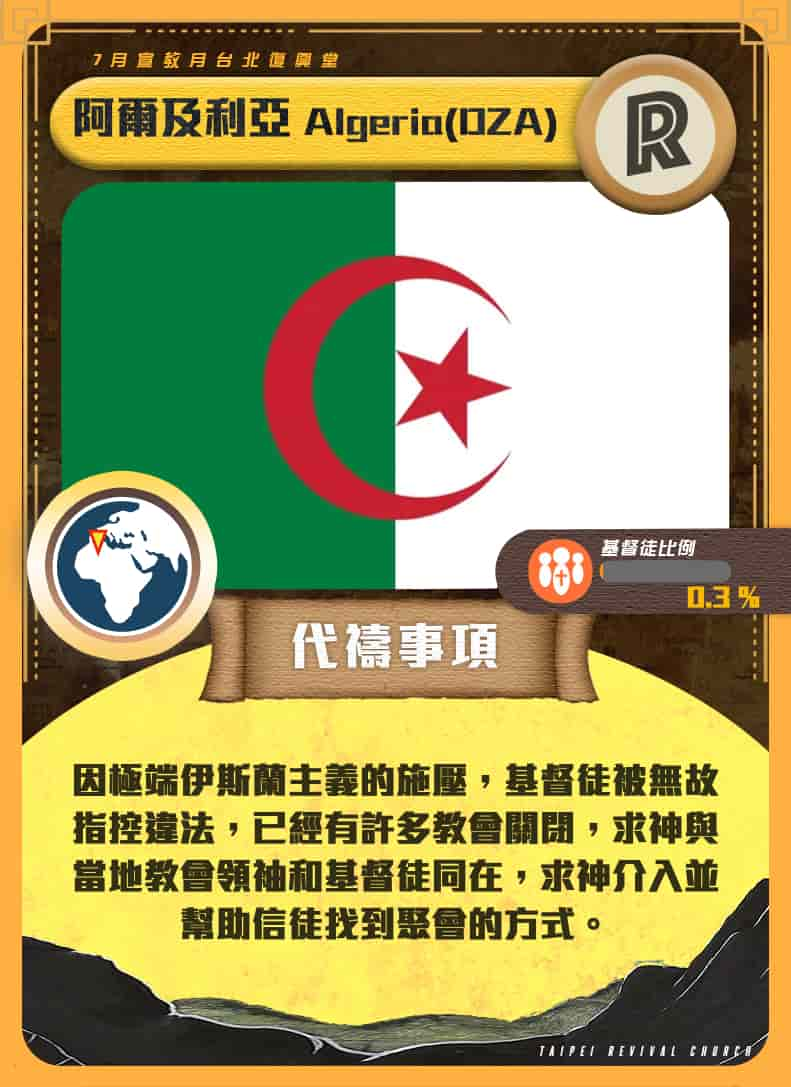 7月宣教月台北復興堂
阿爾及利亞 Algeria(DZA)
R
基督徒比例
0.3 %
代禱事項
因極端伊斯蘭主義的施壓，基督徒被無故
指控違法，已經有許多教會關閉，求神與
當地教會領袖和基督徒同在，求神介入並
幫助信徒找到聚會的方式。
TAIPEI REVIVAL CHURCH